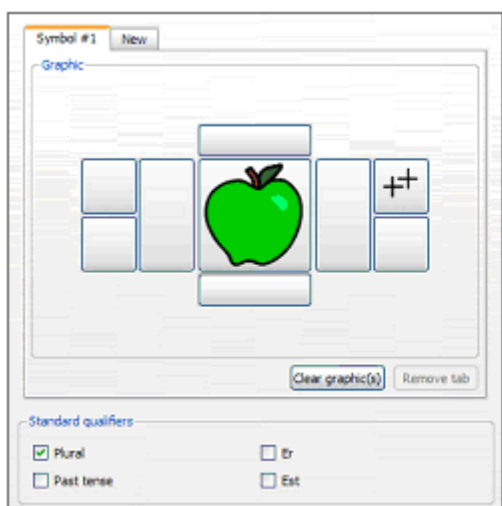 Symbol #1 New
Graphic
++
Clear graphic(s) Remove tab
Standard qualifiers
Plural Er
Past tense Est